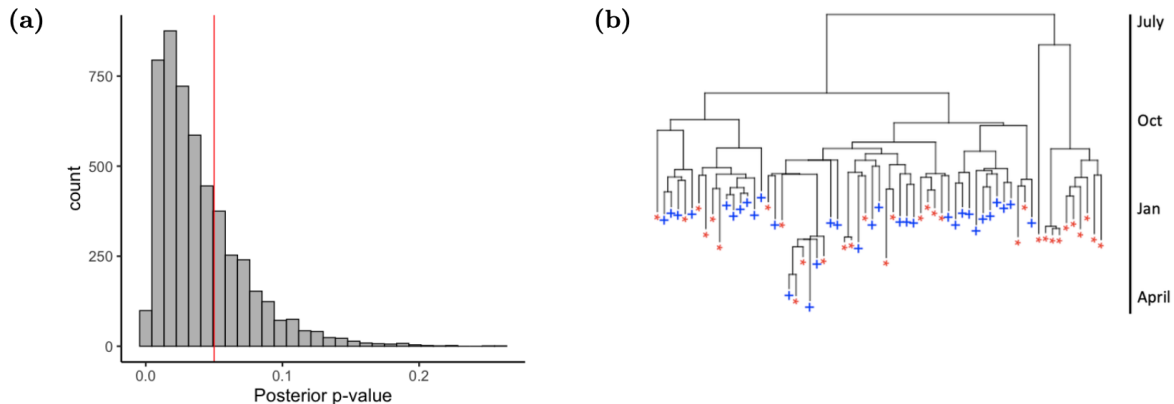 (a)
count
750
500
250
0
0.0 0.1 0.2
Posterior p-value
(b)
July
Oct
Jan
April